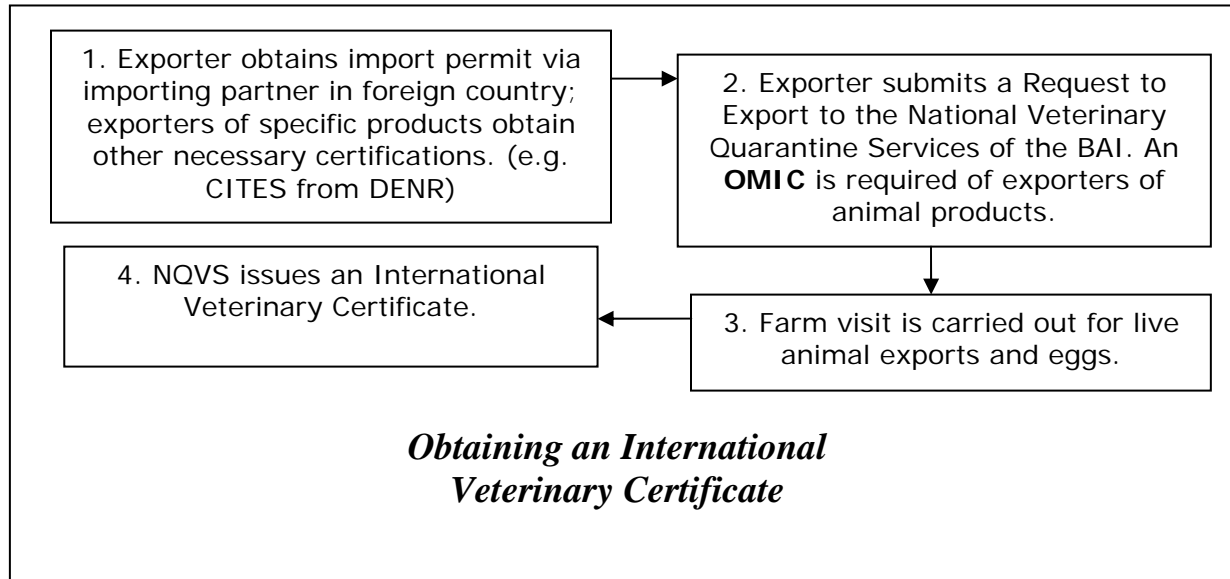 1. Exporter obtains import permit via
importing partner in foreign country;
exporters of specific products obtain
other necessary certifications. (e.g.
CITES from DENR)
2. Exporter submits a Request to
Export to the National Veterinary
Quarantine Services of the BAI. An
OMIC is required of exporters of
animal products.
3. Farm visit is carried out for live
animal exports and eggs.
4. NQVS issues an International
Veterinary Certificate.
Obtaining an International
Veterinary Certificate